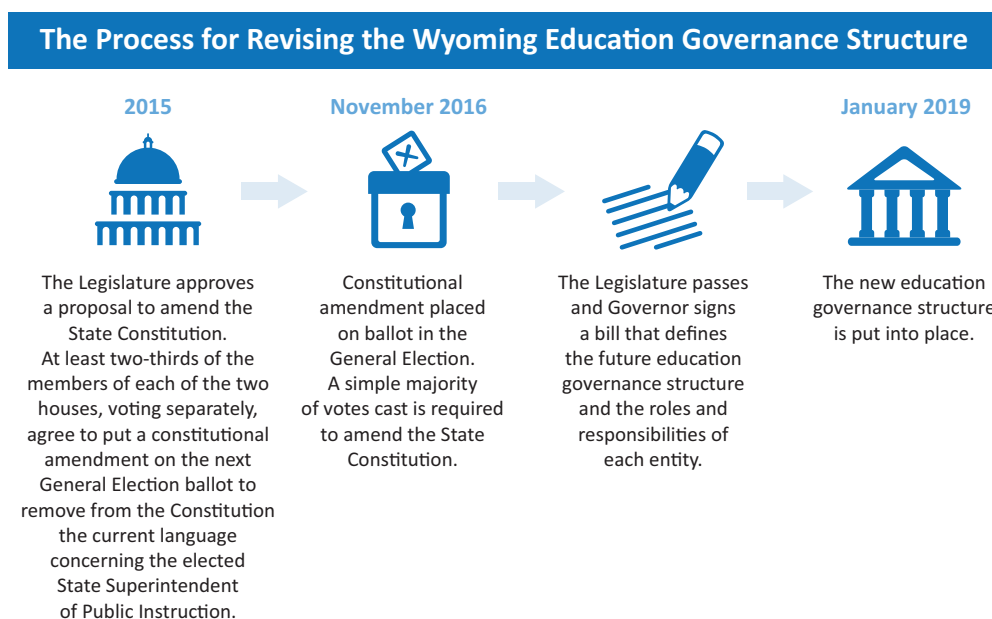 The Process for Revising the Wyoming Education Governance Structure
2015
The Legislature approves
a proposal to amend the
State Constitution.
At least two-thirds of the
members of each of the two
houses, voting separately,
agree to put a constitutional
amendment on the next
General Election ballot to
remove from the Constitution
the current language
concerning the elected
State Superintendent
of Public Instruction.
November 2016
Constitutional
amendment placed
on ballot in the
General Election.
A simple majority
of votes cast is required
to amend the State
Constitution.
The Legislature passes
and Governor signs
a bill that defines
the future education
governance structure
and the roles and
responsibilities of
each entity.
January 2019
The new education
governance structure
is put into place.